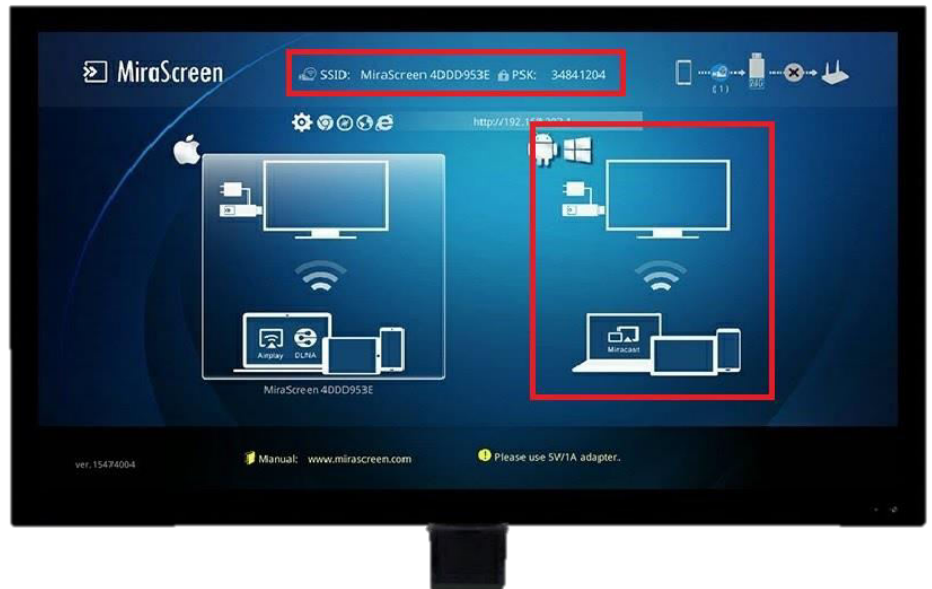 MiraScreen
SSID: MiraScreen 4DDD953E PSK: 34841204
(1)
Airplay DLNA
Miracast
MiraScreen 4DDD953E
ver.15474004
Manual: www.mirascreen.com
Please use 5V/1A adapter.